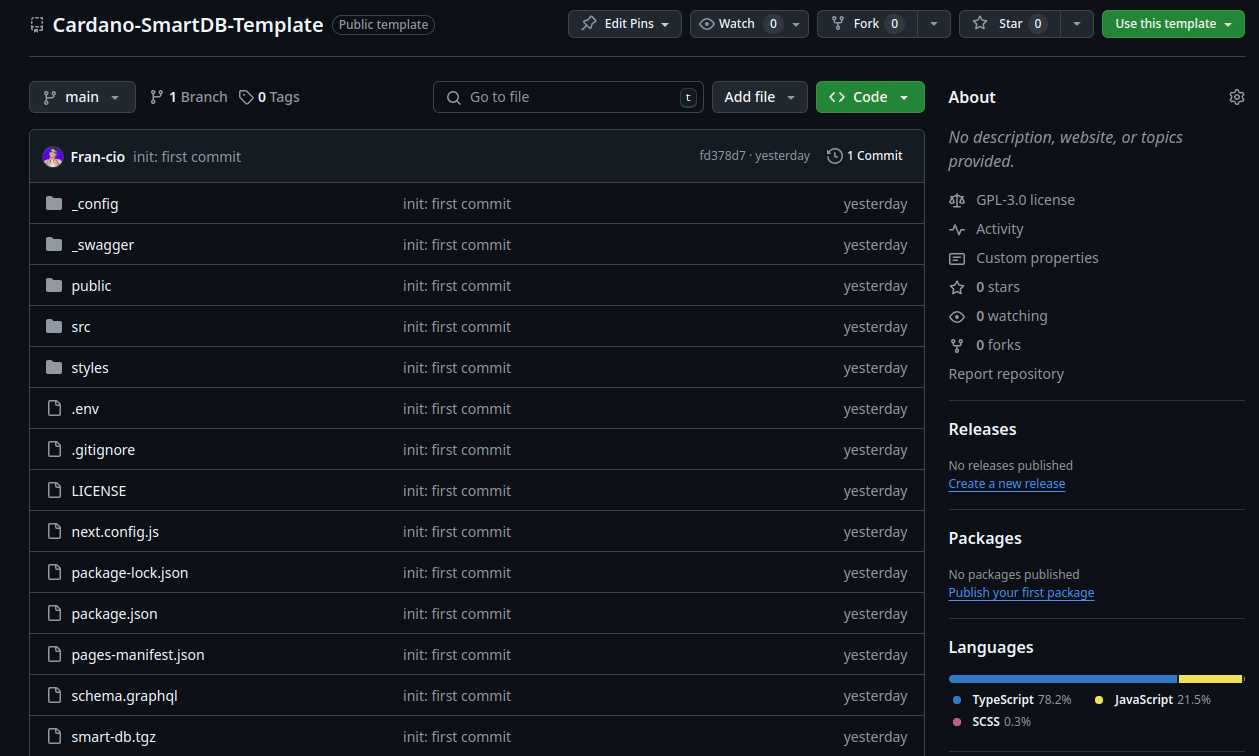 Cardano-SmartDB-Template Public template Edit Pins Watch 0 Fork 0 Star 0 Use this template
main 1 Branch 0 Tags Go to file t Add file Code
Fran-cio init: first commit fd378d7 · yesterday 1 Commit
_config init: first commit yesterday
_swagger init: first commit yesterday
public init: first commit yesterday
src init: first commit yesterday
styles init: first commit yesterday
.env init: first commit yesterday
.gitignore init: first commit yesterday
LICENSE init: first commit yesterday
next.config.js init: first commit yesterday
package-lock.json init: first commit yesterday
package.json init: first commit yesterday
pages-manifest.json init: first commit yesterday
schema.graphql init: first commit yesterday
smart-db.tgz init: first commit yesterday
About
No description, website, or topics
provided.
GPL-3.0 license
Activity
Custom properties
0 stars
0 watching
0 forks
Report repository
Releases
No releases published
Create a new release
Packages
No packages published
Publish your first package
Languages
TypeScript 78.2% JavaScript 21.5%
SCSS 0.3%